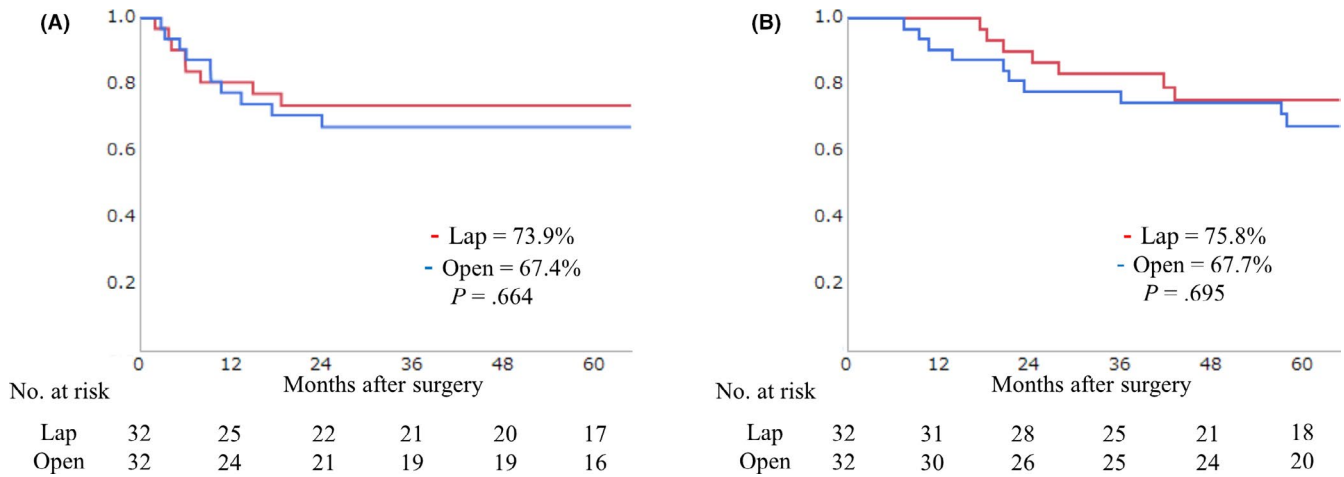 (A)
1.0
0.8
0.6
0.4
0.2
Lap = 73.9%
Open = 67.4%
P = .664
0 12 24 36 48 60
Months after surgery
No. at risk
Lap 32 25 22 21 20 17
Open 32 24 21 19 19 16
(B)
1.0
0.8
0.6
0.4
0.2
Lap = 75.8%
Open = 67.7%
P = .695
0 12 24 36 48 60
Months after surgery
No. at risk
Lap 32 31 28 25 21 18
Open 32 30 26 25 24 20